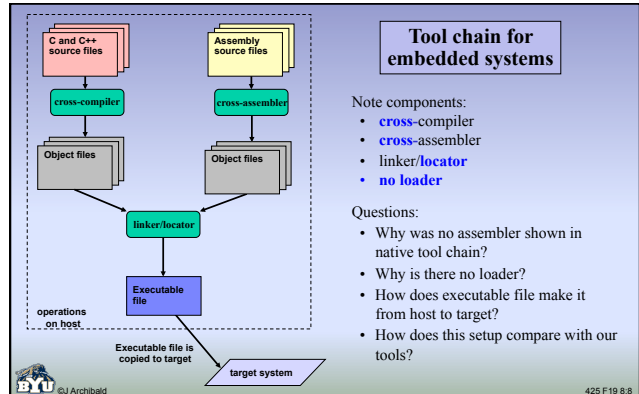 C and C++
source files
Assembly
source files
cross-compiler
cross-assembler
Object files
Object files
linker/locator
Executable
file
operations
on host
Executable file is
copied to target
target system
Tool chain for
embedded systems
Note components:
• cross-compiler
• cross-assembler
• linker/locator
• no loader
Questions:
• Why was no assembler shown in
native tool chain?
• Why is there no loader?
• How does executable file make it
from host to target?
• How does this setup compare with our
tools?
BYU
©J Archibald
425 F19 8:8